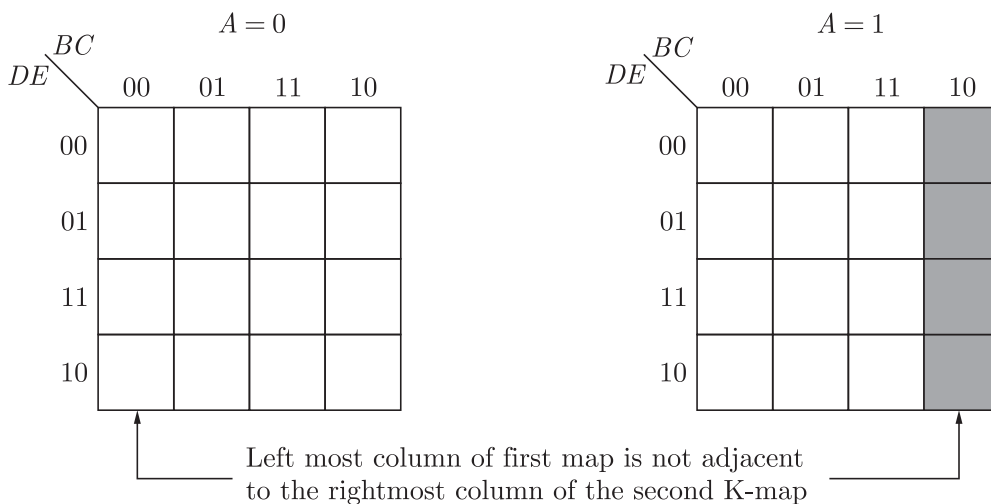 A = 0
BC
DE
00 01 11 10
00
01
11
10
A = 1
BC
DE
00 01 11 10
00
01
11
10
Left most column of first map is not adjacent
to the rightmost column of the second K-map